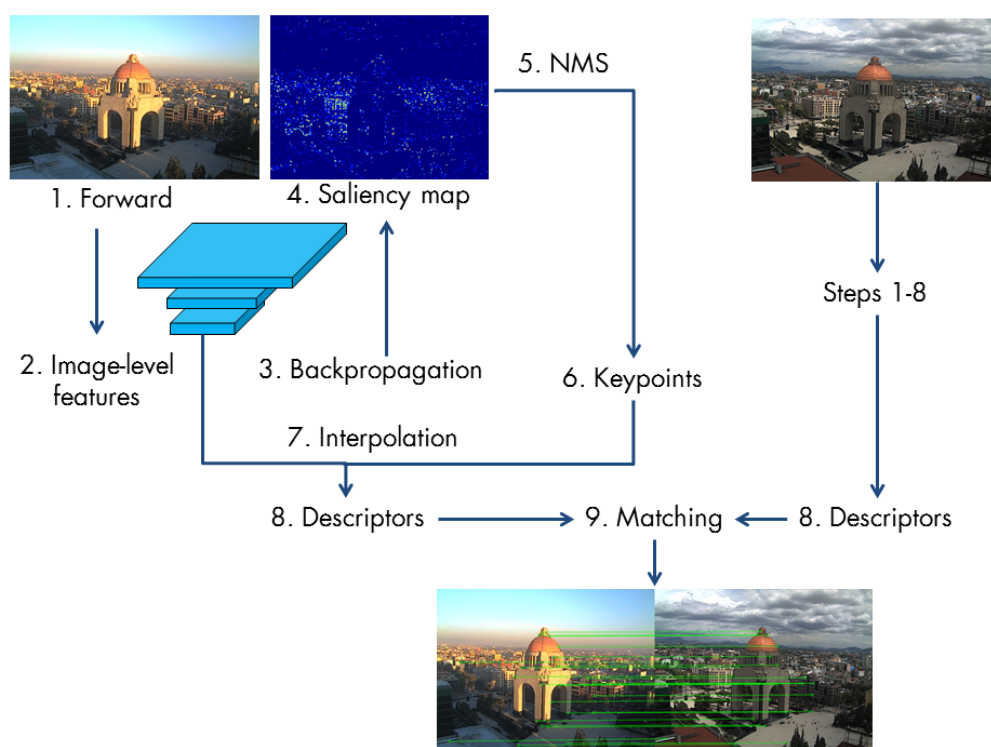 5. NMS
1. Forward
4. Saliency map
Steps 1-8
2. Image-level
features
3. Backpropagation
6. Keypoints
7. Interpolation
8. Descriptors
9. Matching
8. Descriptors